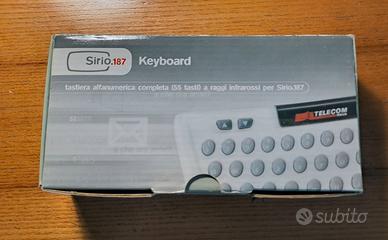 Sirio.187 Keyboard
tastiera alfanumerica completa (55 tasti) a raggi infrarossi per Sirio.187
TELECOM
subito